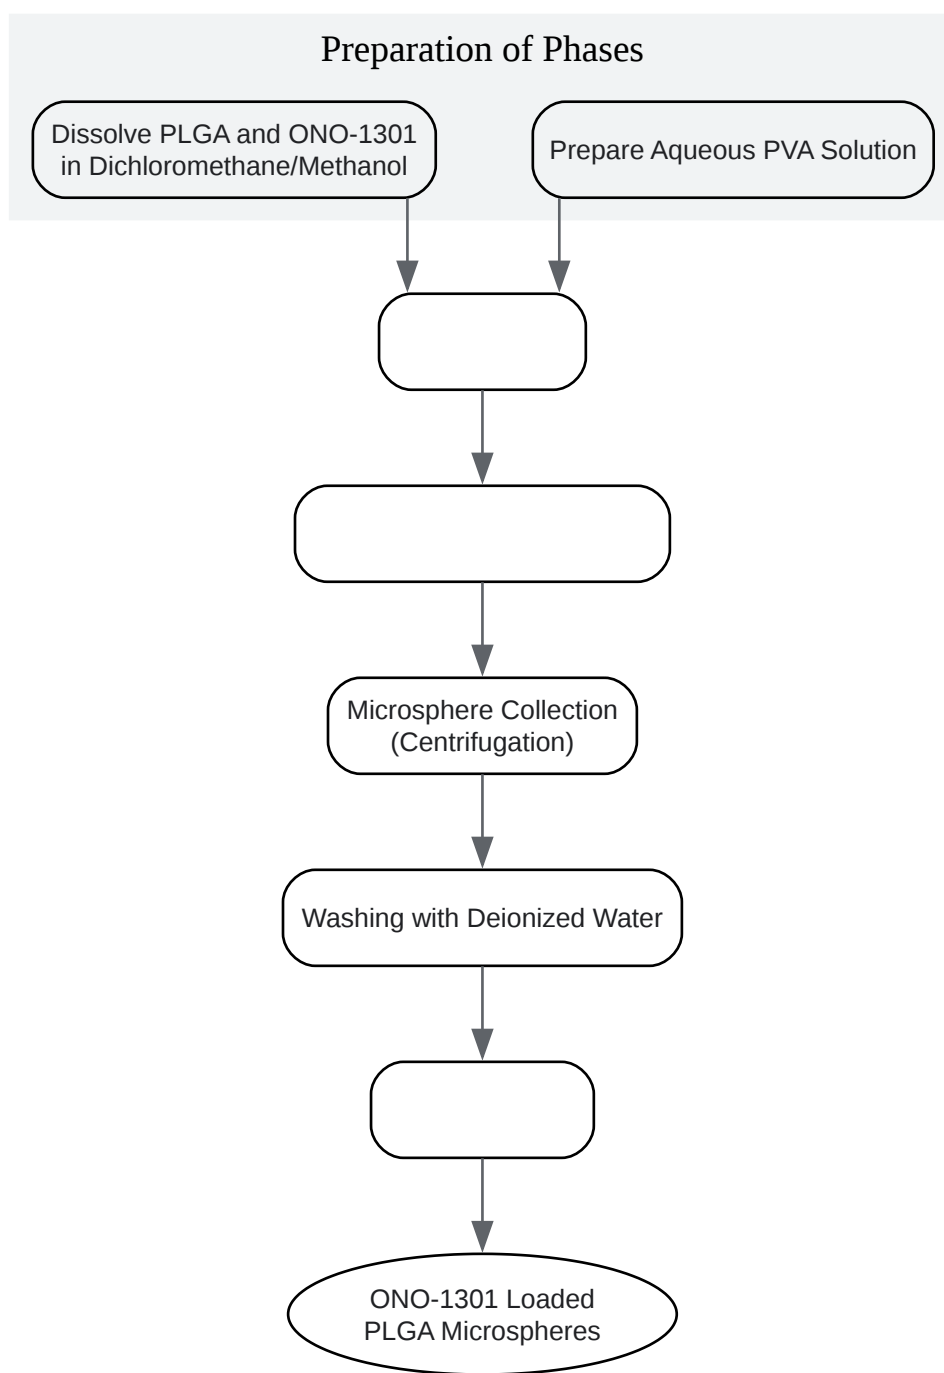 Preparation of Phases
Dissolve PLGA and ONO-1301
in Dichloromethane/Methanol
Prepare Aqueous PVA Solution
Microsphere Collection
(Centrifugation)
Washing with Deionized Water
ONO-1301 Loaded
PLGA Microspheres